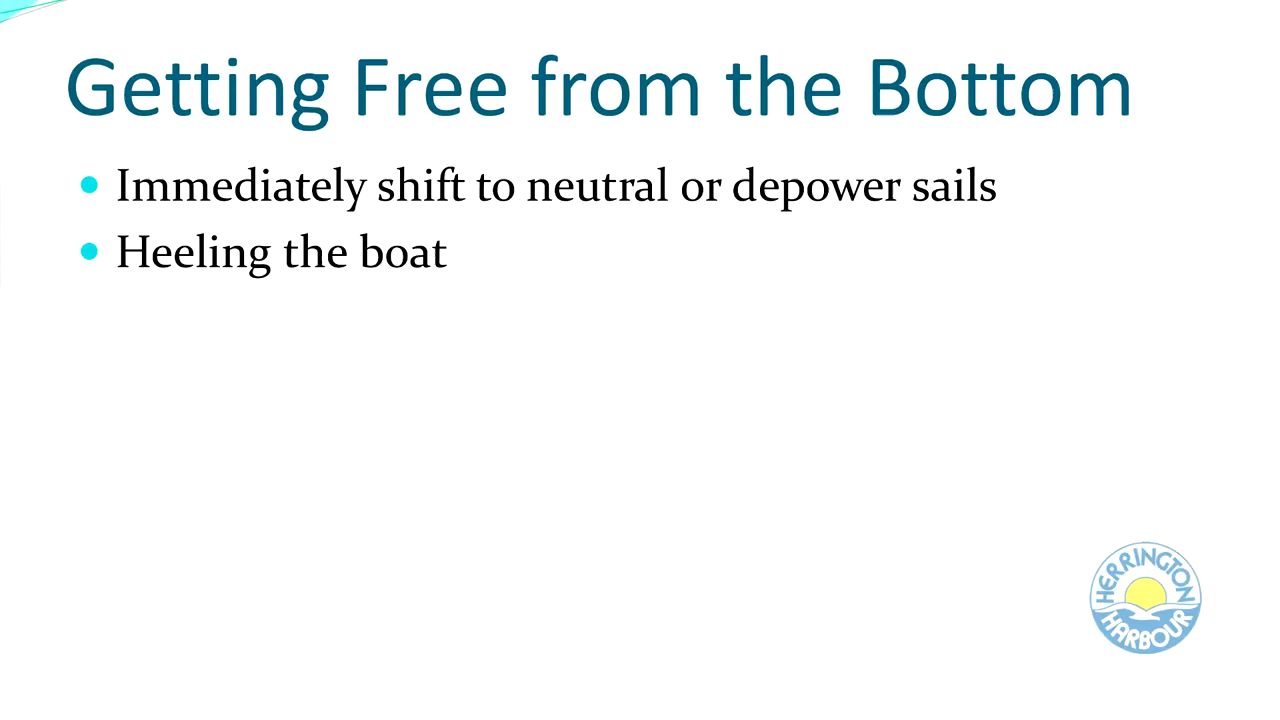 Getting Free from the Bottom
Immediately shift to neutral or depower sails
Heeling the boat
HERRINGTON
HARBOUR